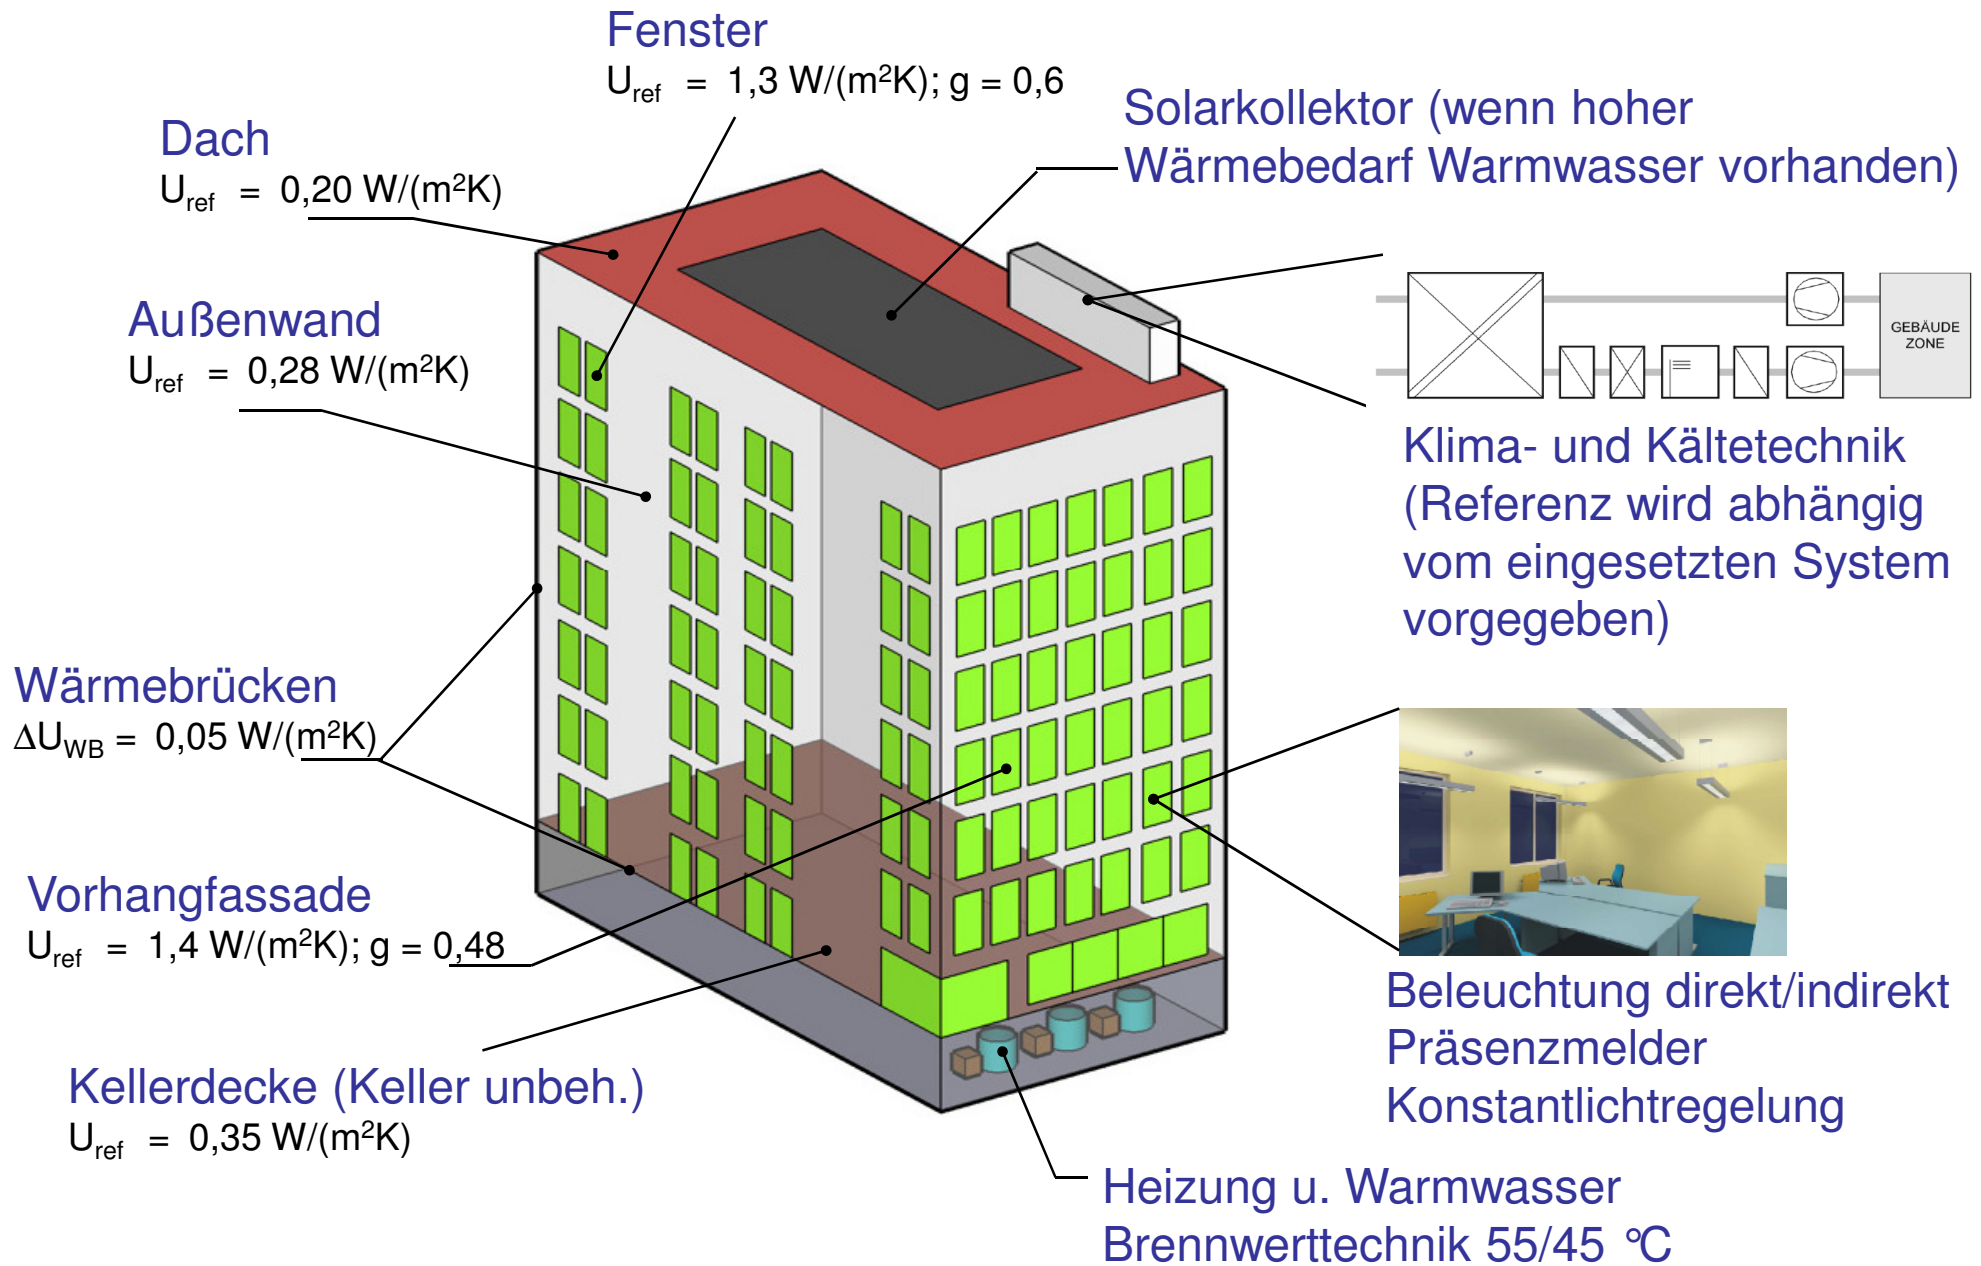 Fenster
Uref = 1,3 W/(m²K); g = 0,6
Solarkollektor (wenn hoher
Wärmebedarf Warmwasser vorhanden)
Dach
Uref = 0,20 W/(m²K)
Außenwand
Uref = 0,28 W/(m²K)
GEBÄUDE
ZONE
Klima- und Kältetechnik
(Referenz wird abhängig
vom eingesetzten System
vorgegeben)
Wärmebrücken
ΔUWB = 0,05 W/(m²K)
Vorhangfassade
Uref = 1,4 W/(m²K); g = 0,48
Beleuchtung direkt/indirekt
Präsenzmelder
Konstantlichtregelung
Kellerdecke (Keller unbeh.)
Uref = 0,35 W/(m²K)
Heizung u. Warmwasser
Brennwerttechnik 55/45 °C